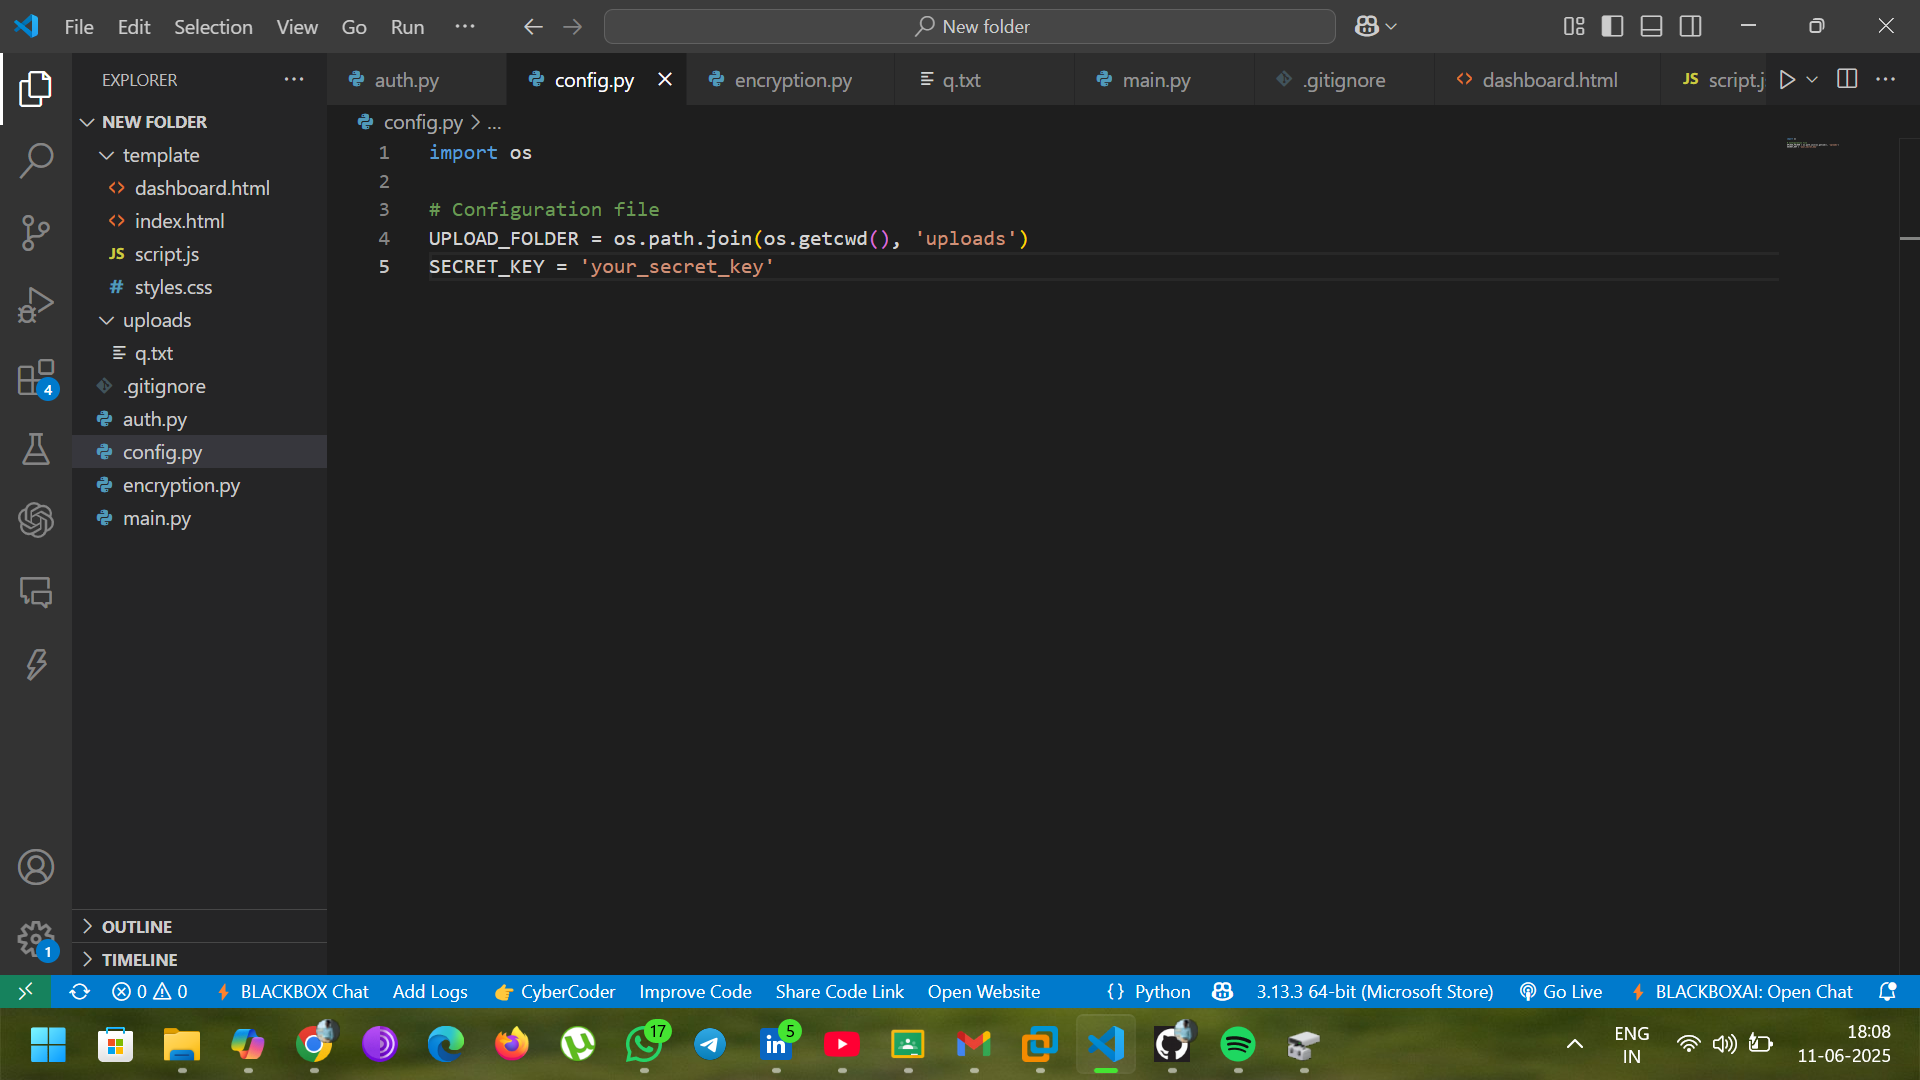 File Edit Selection View Go Run ...
New folder
EXPLORER
auth.py
config.py
encryption.py
q.txt
main.py
.gitignore
dashboard.html
JS script.j
NEW FOLDER
template
dashboard.html
index.html
JS script.js
# styles.css
uploads
q.txt
.gitignore
auth.py
config.py
encryption.py
main.py
OUTLINE
TIMELINE
4
1
config.py > ...
1 import os
2
3 # Configuration file
4 UPLOAD_FOLDER = os.path.join(os.getcwd(), 'uploads')
5 SECRET_KEY = 'your_secret_key'
0 0 BLACKBOX Chat Add Logs CyberCoder Improve Code Share Code Link Open Website {} Python 3.13.3 64-bit (Microsoft Store) Go Live BLACKBOXAI: Open Chat
17
5
in
ENG
IN
18:08
11-06-2025